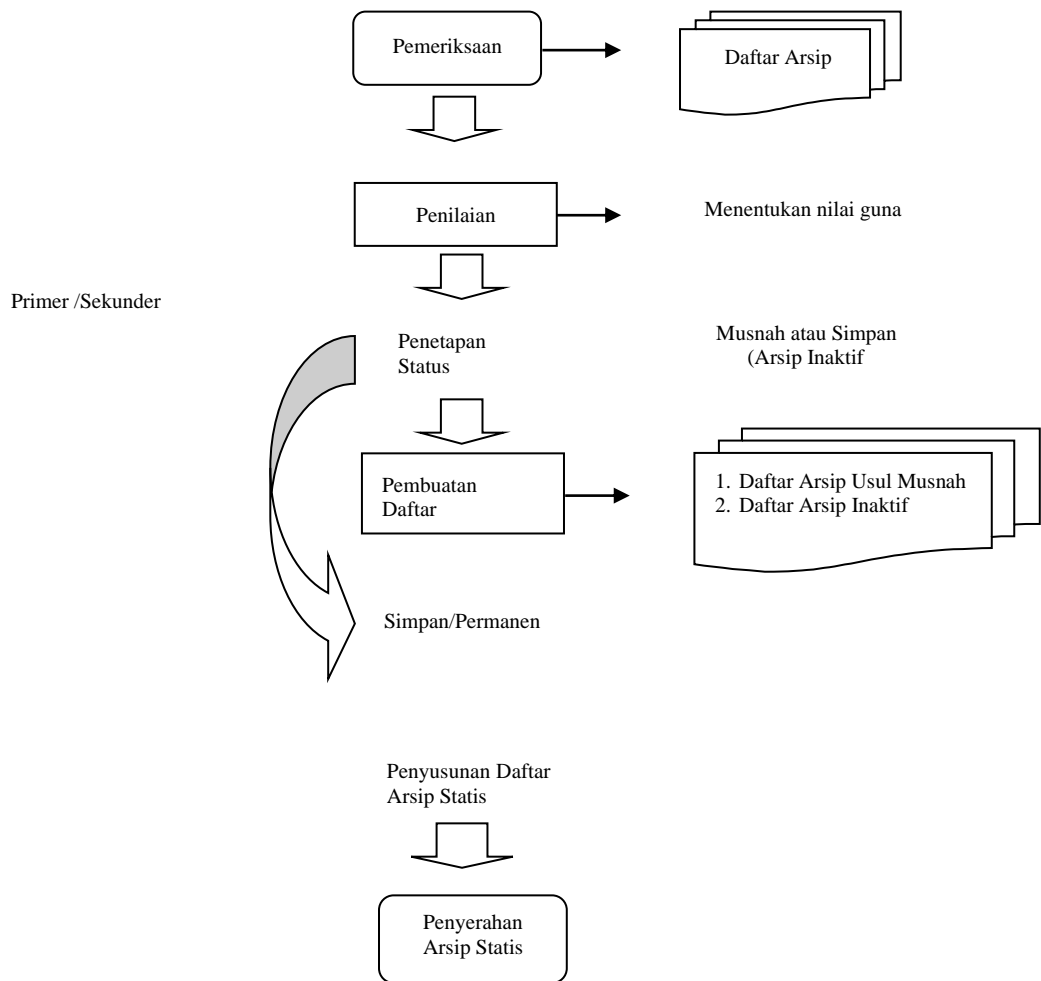 Pemeriksaan
Daftar Arsip
Penilaian
Menentukan nilai guna
Primer /Sekunder
Penetapan
Status
Musnah atau Simpan
(Arsip Inaktif
Pembuatan
Daftar
1. Daftar Arsip Usul Musnah
2. Daftar Arsip Inaktif
Simpan/Permanen
Penyusunan Daftar
Arsip Statis
Penyerahan
Arsip Statis